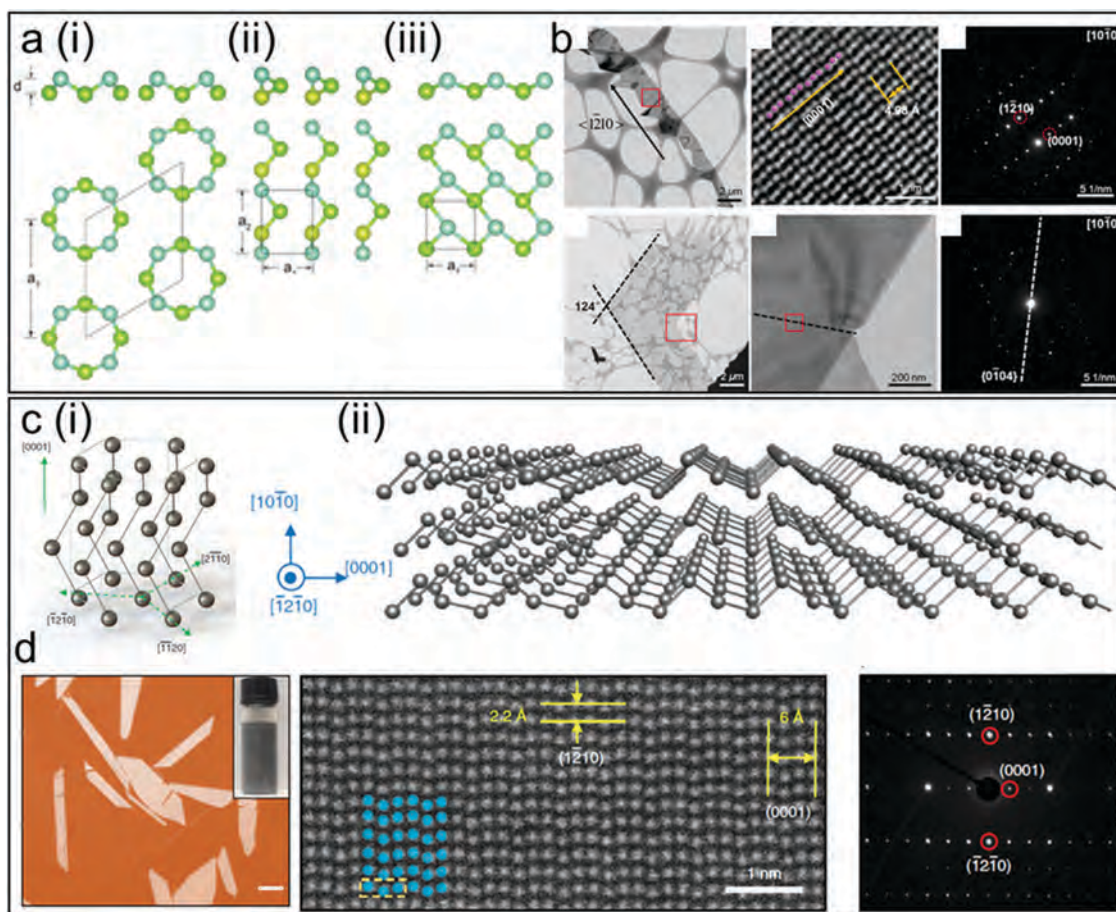 a (i)
(ii)
(iii)
b
d
a₁
a₂
a₁
<1̄210>
2 μm
[0001]
4.98 Å
1 nm
[101̄0]
(12̄10)
(0001)
5 1/nm
124°
2 μm
200 nm
[101̄0]
{01̄04}
5 1/nm
c (i)
(ii)
[0001]
[21̄1̄0]
[1̄21̄0]
[1̄1̄20]
[101̄0]
[0001]
[1̄21̄0]
d
2.2 Å
(12̄10)
6 Å
(0001)
1 nm
(12̄10)
(0001)
(1̄21̄0)